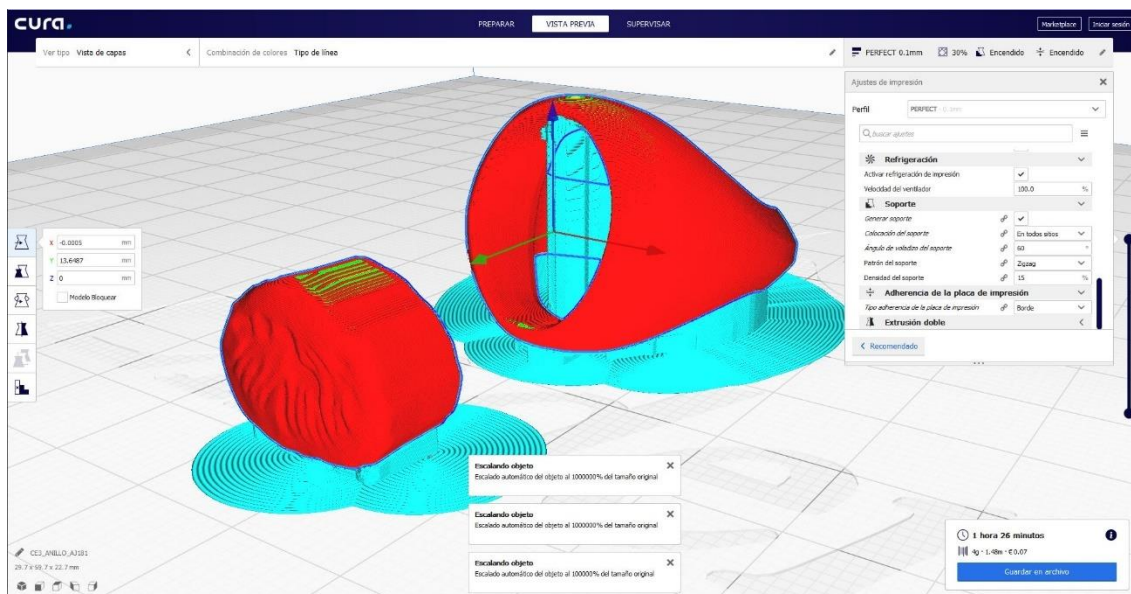 cura.
PREPARAR
VISTA PREVIA
SUPERVISAR
Marketplace
Iniciar sesión
Ver tipo Vista de capas
Combinación de colores Tipo de línea
PERFECT 0.1mm
30%
Encendido
Encendido
Ajustes de impresión
Perfil
PERFECT - 0.1mm
buscar ajustes
Refrigeración
Activar refrigeración de impresión
Velocidad del ventilador 100.0 %
Soporte
Generar soporte
Colocación del soporte En todos sitios
Ángulo de voladizo del soporte 60 °
Patrón del soporte Zigzag
Densidad del soporte 15 %
Adherencia de la placa de impresión
Tipo adherencia de la placa de impresión Borde
Extrusión doble
Recomendado
X -0.0105 mm
Y 13.6487 mm
Z 0 mm
Modelo Bloquear
Escalando objeto
Escalado automático del objeto al 1000000% del tamaño original
Escalando objeto
Escalado automático del objeto al 1000000% del tamaño original
Escalando objeto
Escalado automático del objeto al 1000000% del tamaño original
CE3_ANILLO_AJ181
29.7 x 59.7 x 22.7 mm
1 hora 26 minutos
4g · 1.48m · € 0.07
Guardar en archivo